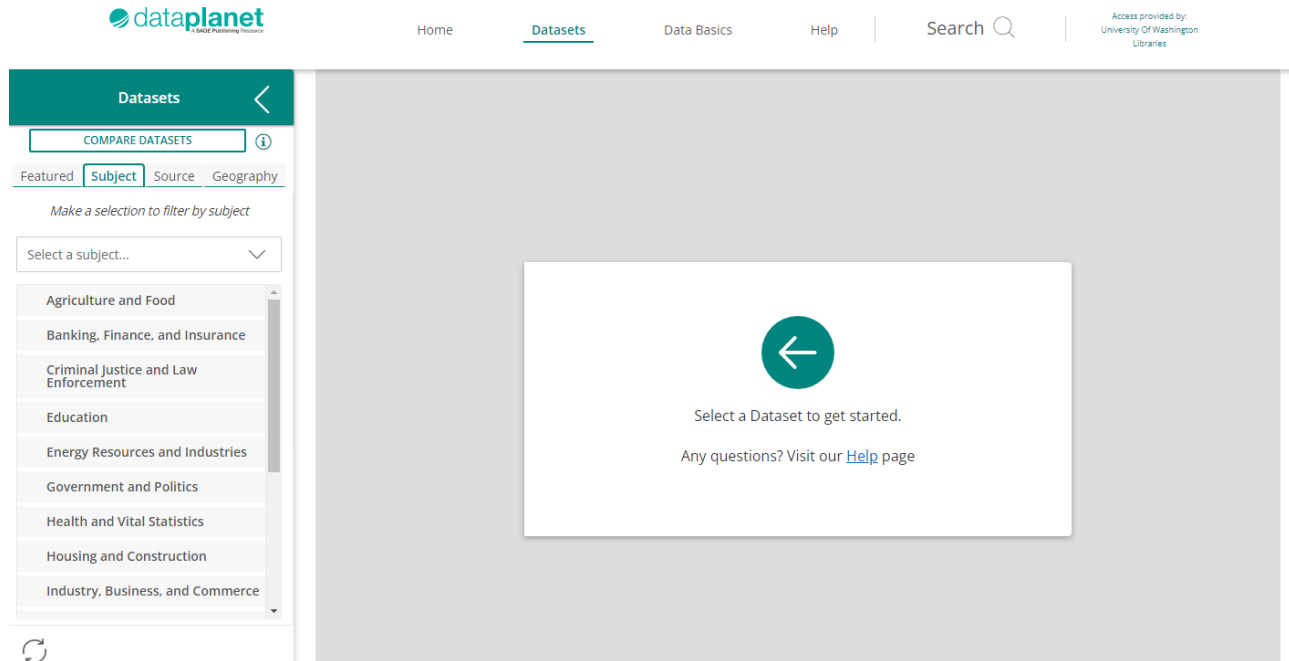 dataplanet
A SAGE Publishing Resource
Home
Datasets
Data Basics
Help
Search
Access provided by:
University Of Washington
Libraries
Datasets
COMPARE DATASETS
i
Featured
Subject
Source
Geography
Make a selection to filter by subject
Select a subject...
Agriculture and Food
Banking, Finance, and Insurance
Criminal Justice and Law
Enforcement
Education
Energy Resources and Industries
Government and Politics
Health and Vital Statistics
Housing and Construction
Industry, Business, and Commerce
Select a Dataset to get started.
Any questions? Visit our Help page